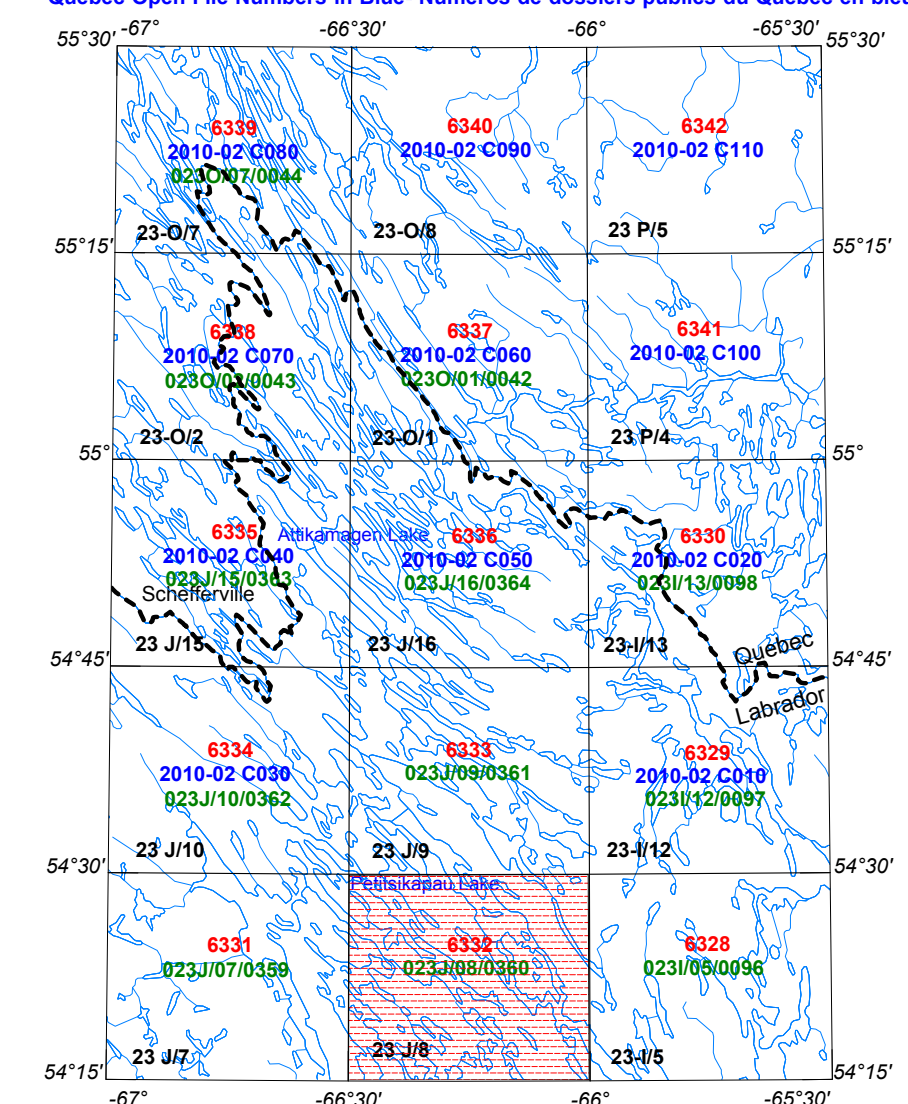 Quebec Open File Numbers in Blue Numéros de dossiers publics du Québec en bleu
-67° -66°30' -66° -65°30'
55°30' 55°30'
6339 6340 6342
2010-02 C080 2010-02 C090 2010-02 C110
023O/07/0044
23-O/7 23-O/8 23 P/5
55°15' 55°15'
6338 6337 6341
2010-02 C070 2010-02 C060 2010-02 C100
023O/02/0043 023O/01/0042
23-O/2 23-O/1 23 P/4
55° 55°
6335 Attikamagen Lake 6336 6330
2010-02 C040 2010-02 C050 2010-02 C020
023J/15/0363 023J/16/0364 023I/13/0098
Schefferville
23 J/15 23 J/16 23-I/13
Québec
54°45' 54°45'
Labrador
6334 6333 6329
2010-02 C030 2010-02 C010
023J/10/0362 023J/09/0361 023I/12/0097
23 J/10 23 J/9 23-I/12
54°30' 54°30'
Petitsikapau Lake
6331 6332 6328
023J/07/0359 023J/08/0360 023I/05/0096
23 J/7 23 J/8 23-I/5
54°15' 54°15'
-67° -66°30' -66° -65°30'